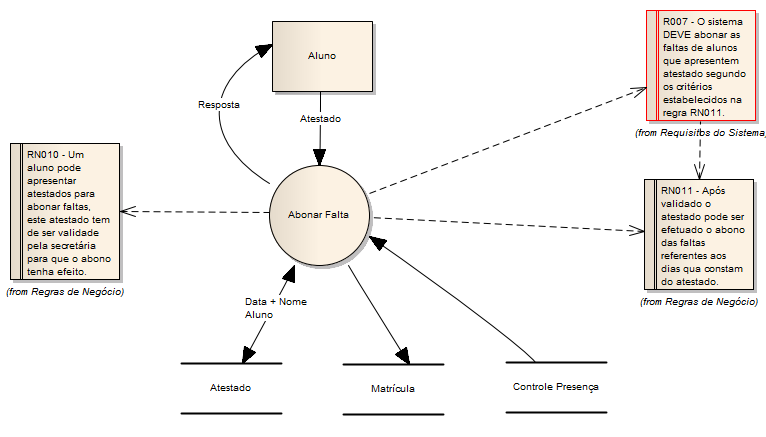 R007 - O sistema
DEVE abonar as
faltas de alunos
que apresentem
atestado segundo
os critérios
estabelecidos na
regra RN011.
(from Requisitos do Sistema)
Aluno
Resposta
Atestado
RN010 - Um
aluno pode
apresentar
atestados para
abonar faltas,
este atestado tem
de ser validade
pela secretária
para que o abono
tenha efeito.
(from Regras de Negócio)
Abonar Falta
RN011 - Após
validado o
atestado pode ser
efetuado o abono
das faltas
referentes aos
dias qua constam
do atestado.
(from Regras de Negócio)
Data + Nome
Aluno
Atestado
Matrícula
Controle Presença